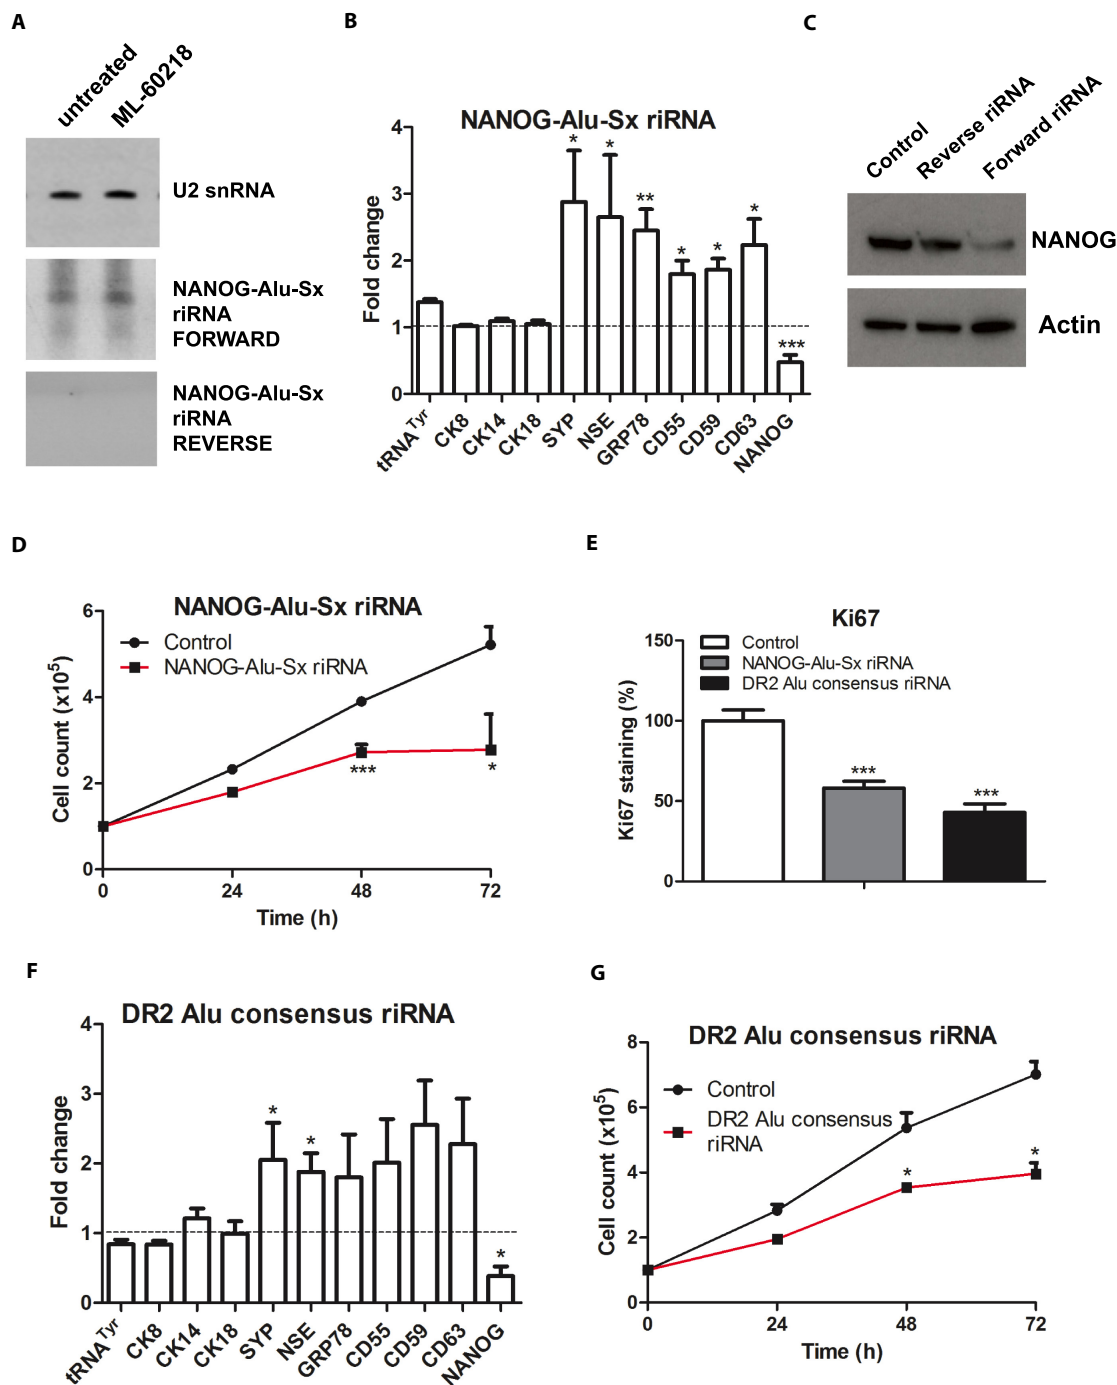 A
untreated
ML-60218
U2 snRNA
NANOG-Alu-Sx
riRNA
FORWARD
NANOG-Alu-Sx
riRNA
REVERSE
B
NANOG-Alu-Sx riRNA
Fold change
4
3
2
1
0
* * ** * * * ***
tRNATyr
CK8
CK14
CK18
SYP
NSE
GRP78
CD55
CD59
CD63
NANOG
C
Control
Reverse riRNA
Forward riRNA
NANOG
Actin
D
NANOG-Alu-Sx riRNA
Control
NANOG-Alu-Sx riRNA
Cell count (x10⁵)
6
4
2
0
*** *
0 24 48 72
Time (h)
E
Ki67
Control
NANOG-Alu-Sx riRNA
DR2 Alu consensus riRNA
Ki67 staining (%)
150
100
50
0
*** ***
F
DR2 Alu consensus riRNA
Fold change
4
3
2
1
0
* * *
tRNATyr
CK8
CK14
CK18
SYP
NSE
GRP78
CD55
CD59
CD63
NANOG
G
DR2 Alu consensus riRNA
Control
DR2 Alu consensus
riRNA
Cell count (x10⁵)
8
6
4
2
0
* *
0 24 48 72
Time (h)